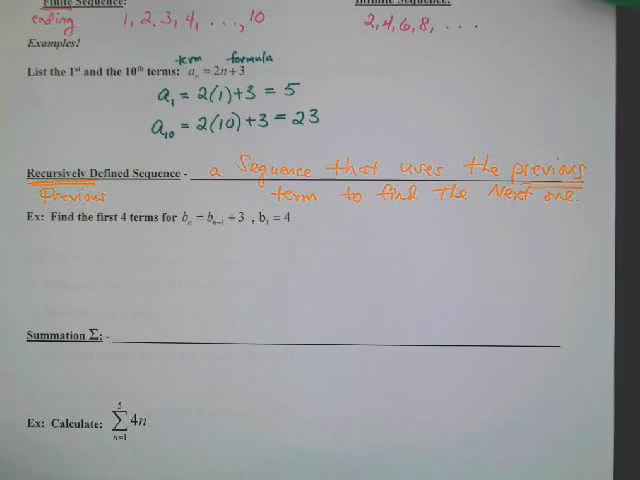 Finite Sequence:
Infinite Sequence:
ending 1, 2, 3, 4, ..., 10
2, 4, 6, 8, ...
Examples!
term formula
List the 1st and the 10th terms: aₙ = 2n + 3
a₁ = 2(1)+3 = 5
a₁₀ = 2(10)+3 = 23
Recursively Defined Sequence - a Sequence that uses the previous
Previous term to find the Next one.
Ex: Find the first 4 terms for bₙ = bₙ₋₁ + 3 , b₁ = 4
Summation Σ: -
5
Ex: Calculate: Σ 4n
n=1